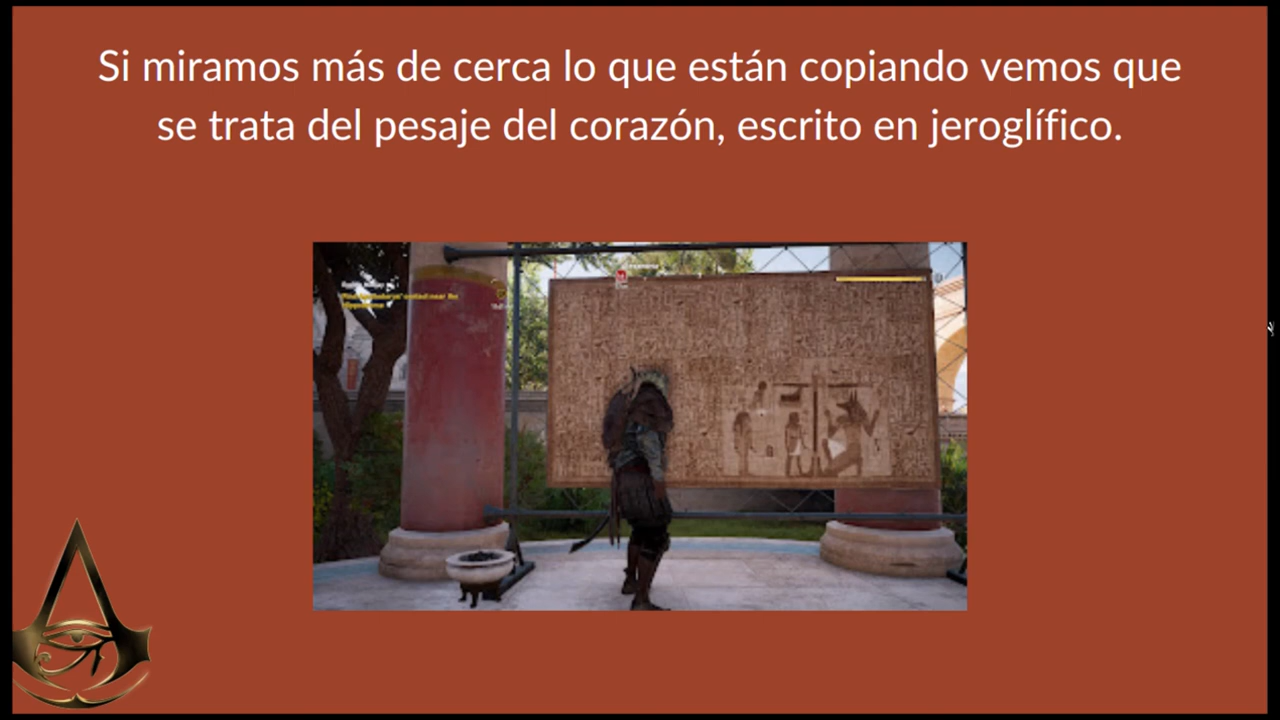 Si miramos más de cerca lo que están copiando vemos que
se trata del pesaje del corazón, escrito en jeroglífico.